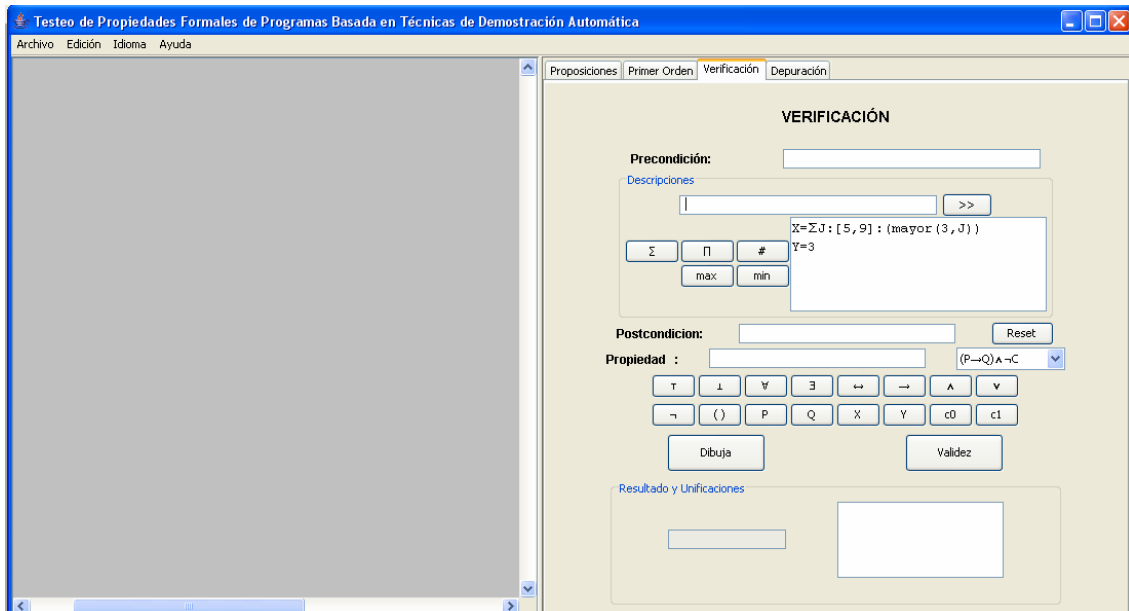 Testeo de Propiedades Formales de Programas Basada en Técnicas de Demostración Automática
Archivo Edición Idioma Ayuda
Proposiciones Primer Orden Verificación Depuración
VERIFICACIÓN
Precondición:
Descripciones
>>
X=ΣJ:[5,9]:(mayor(3,J))
Σ Π # Y=3
max min
Postcondicion: Reset
Propiedad : (P→Q)∧¬C
⊤ ⊥ ∀ ∃ ↔ → ∧ ∨
¬ () P Q X Y c0 c1
Dibuja Validez
Resultado y Unificaciones